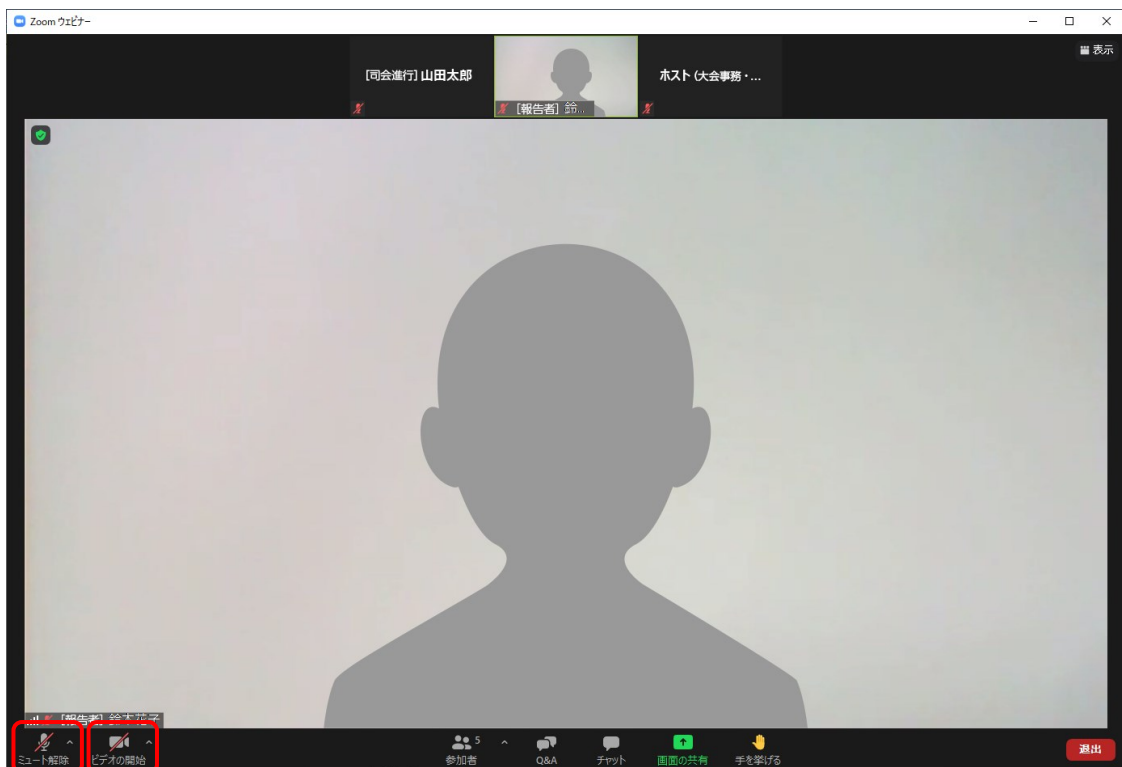 Zoom ウェビナー
表示
[司会進行] 山田太郎
[報告者] 鈴...
ホスト (大会事務・...
[報告者] 鈴木花子
ミュート解除
ビデオの開始
参加者
5
Q&A
チャット
画面の共有
手を挙げる
退出